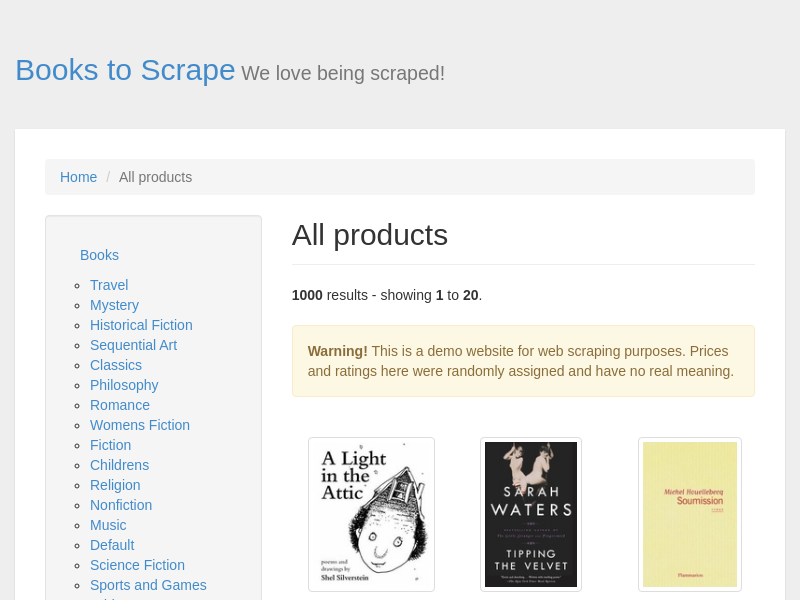 Books to Scrape We love being scraped!
Home / All products
Books
Travel
Mystery
Historical Fiction
Sequential Art
Classics
Philosophy
Romance
Womens Fiction
Fiction
Childrens
Religion
Nonfiction
Music
Default
Science Fiction
Sports and Games
All products
1000 results - showing 1 to 20.
Warning! This is a demo website for web scraping purposes. Prices
and ratings here were randomly assigned and have no real meaning.
A Light
in the
Attic
poems and
drawings by
Shel Silverstein
SARAH
WATERS
TIPPING
THE VELVET
Michel Houellebecq
Soumission
Flammarion